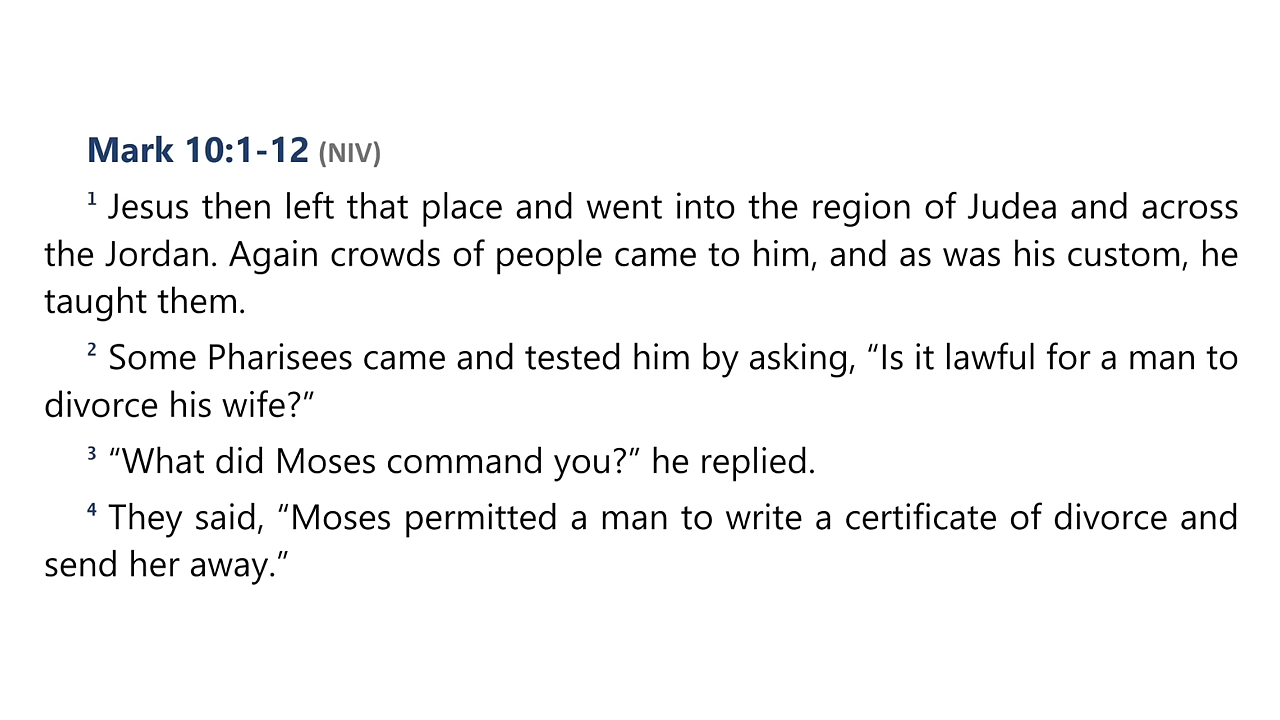 Mark 10:1-12 (NIV)
1 Jesus then left that place and went into the region of Judea and across
the Jordan. Again crowds of people came to him, and as was his custom, he
taught them.
2 Some Pharisees came and tested him by asking, “Is it lawful for a man to
divorce his wife?”
3 “What did Moses command you?” he replied.
4 They said, “Moses permitted a man to write a certificate of divorce and
send her away.”